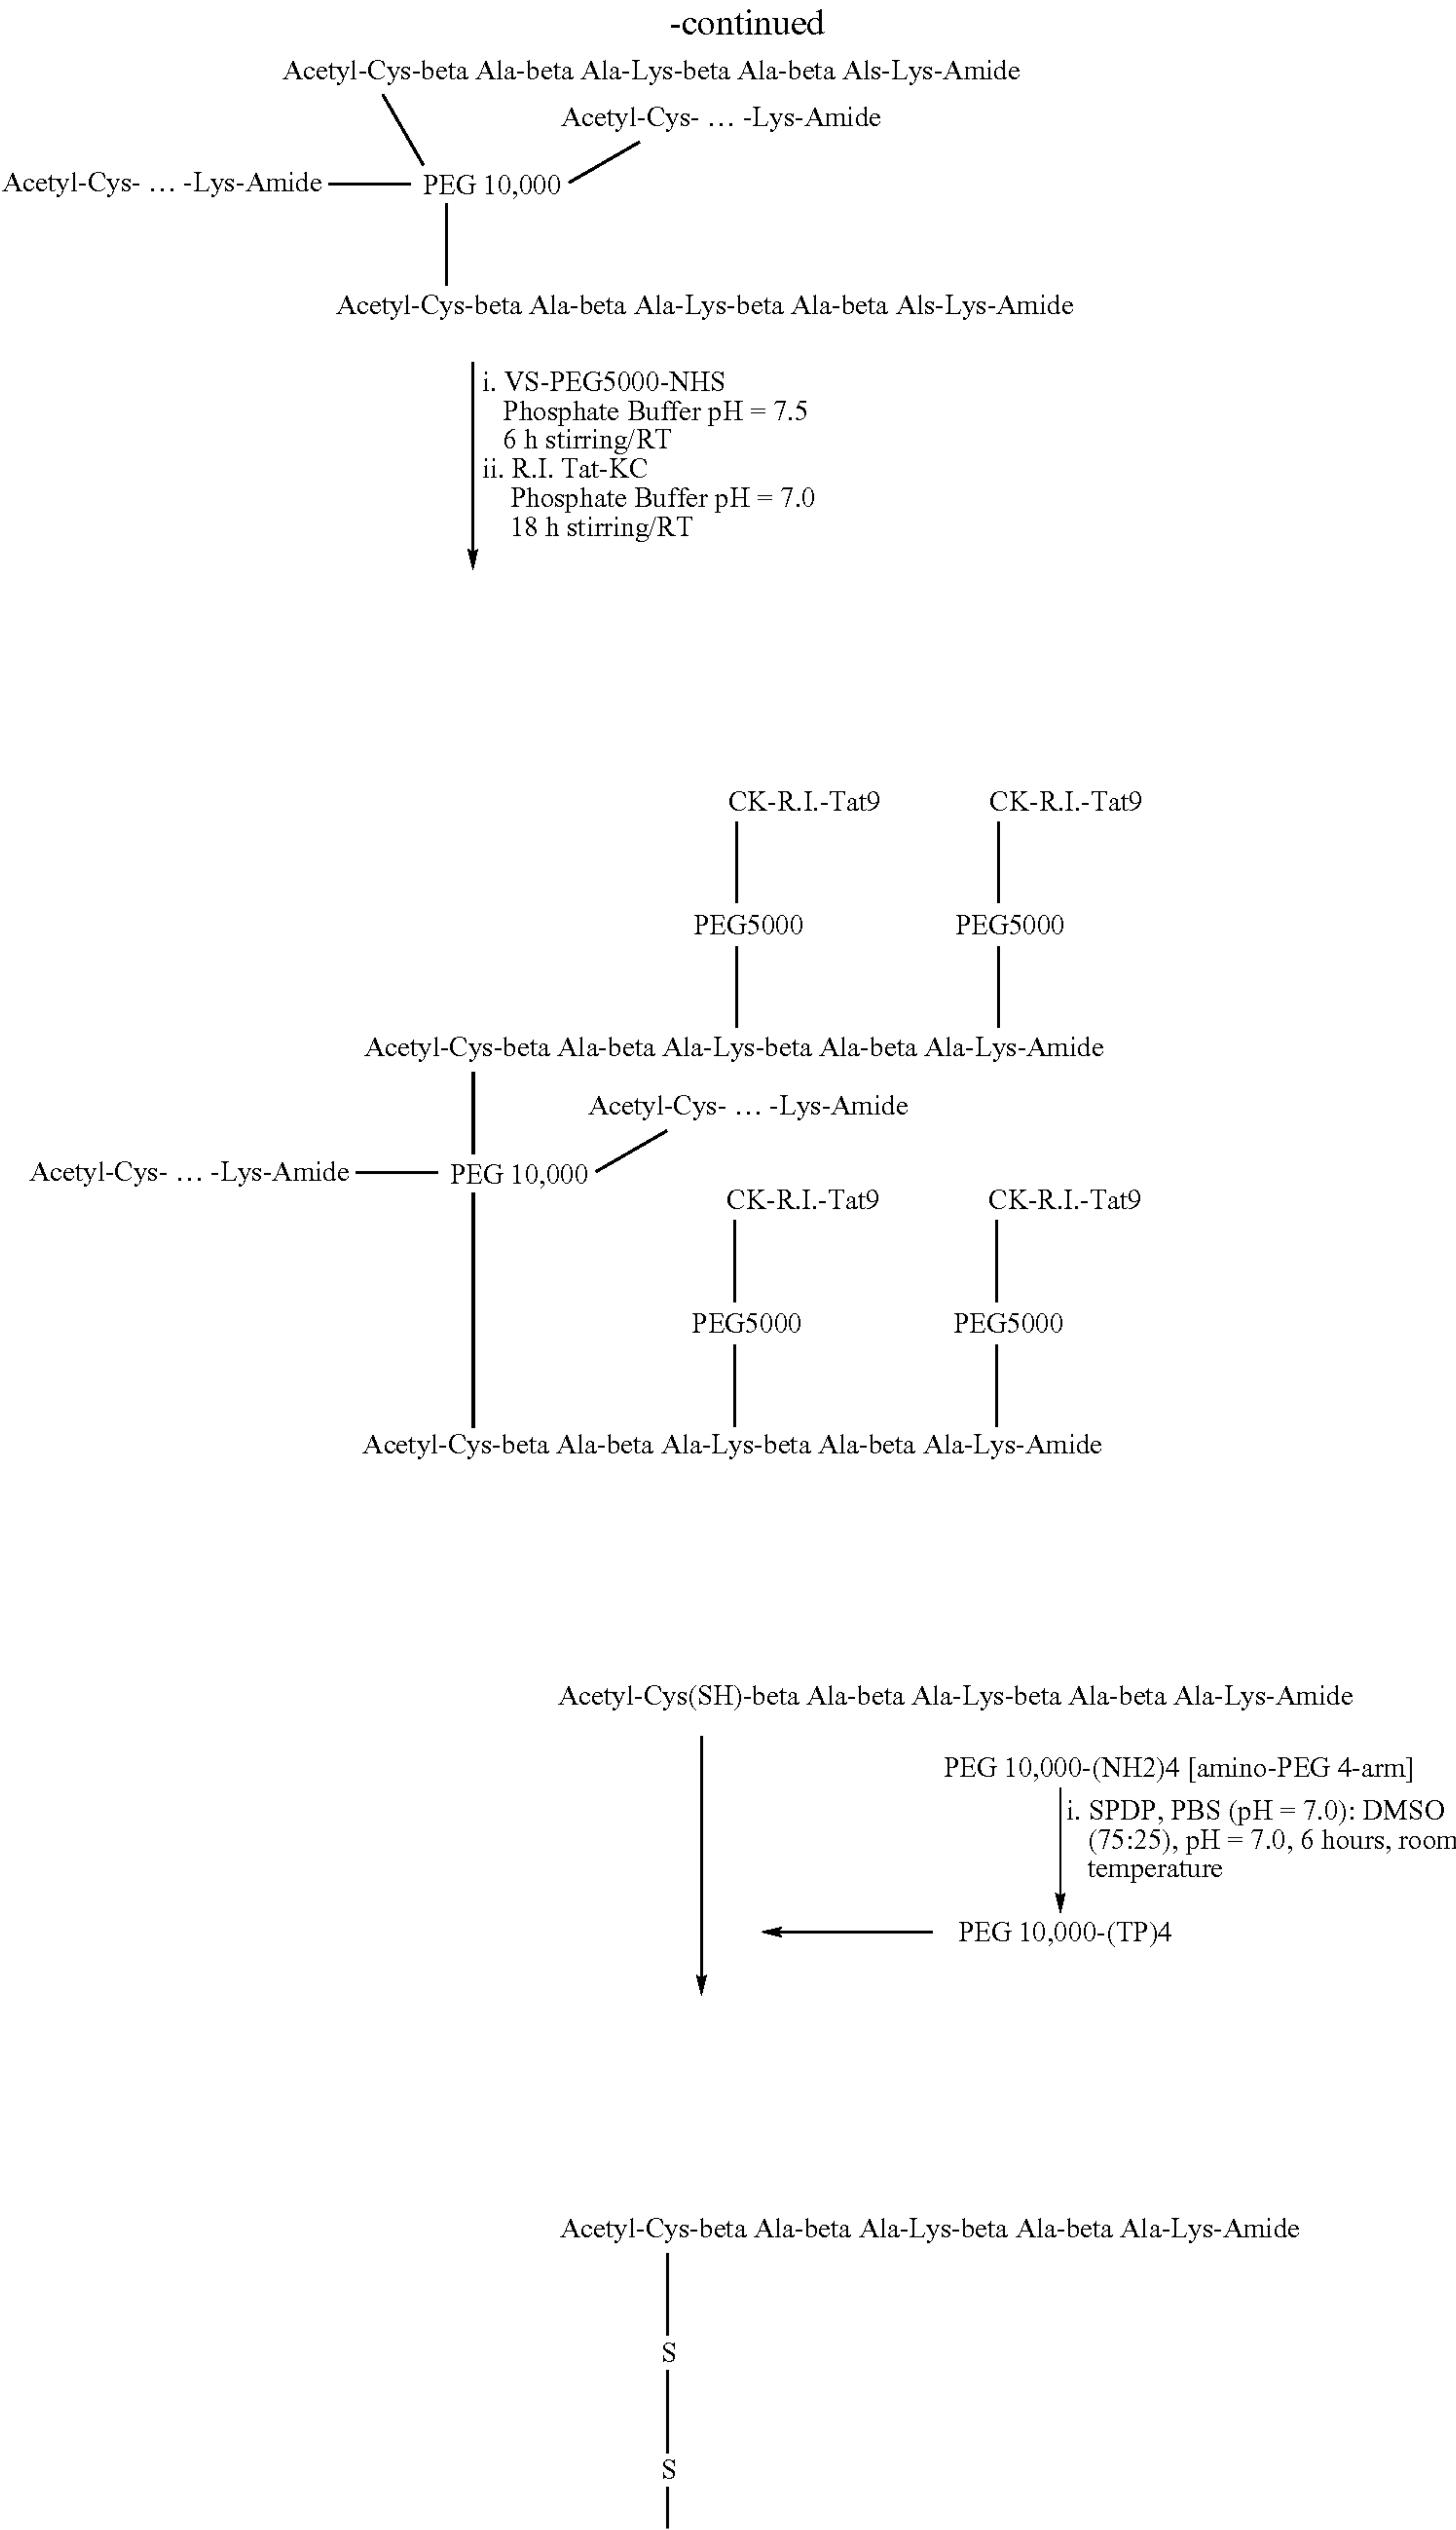 -continued
Acetyl-Cys-beta Ala-beta Ala-Lys-beta Ala-beta Als-Lys-Amide
Acetyl-Cys- … -Lys-Amide
Acetyl-Cys- … -Lys-Amide
PEG 10,000
Acetyl-Cys-beta Ala-beta Ala-Lys-beta Ala-beta Als-Lys-Amide
i. VS-PEG5000-NHS
Phosphate Buffer pH = 7.5
6 h stirring/RT
ii. R.I. Tat-KC
Phosphate Buffer pH = 7.0
18 h stirring/RT
CK-R.I.-Tat9
CK-R.I.-Tat9
PEG5000
PEG5000
Acetyl-Cys-beta Ala-beta Ala-Lys-beta Ala-beta Ala-Lys-Amide
Acetyl-Cys- … -Lys-Amide
Acetyl-Cys- … -Lys-Amide
PEG 10,000
CK-R.I.-Tat9
CK-R.I.-Tat9
PEG5000
PEG5000
Acetyl-Cys-beta Ala-beta Ala-Lys-beta Ala-beta Ala-Lys-Amide
Acetyl-Cys(SH)-beta Ala-beta Ala-Lys-beta Ala-beta Ala-Lys-Amide
PEG 10,000-(NH2)4 [amino-PEG 4-arm]
i. SPDP, PBS (pH = 7.0): DMSO
(75:25), pH = 7.0, 6 hours, room
temperature
PEG 10,000-(TP)4
Acetyl-Cys-beta Ala-beta Ala-Lys-beta Ala-beta Ala-Lys-Amide
S
S